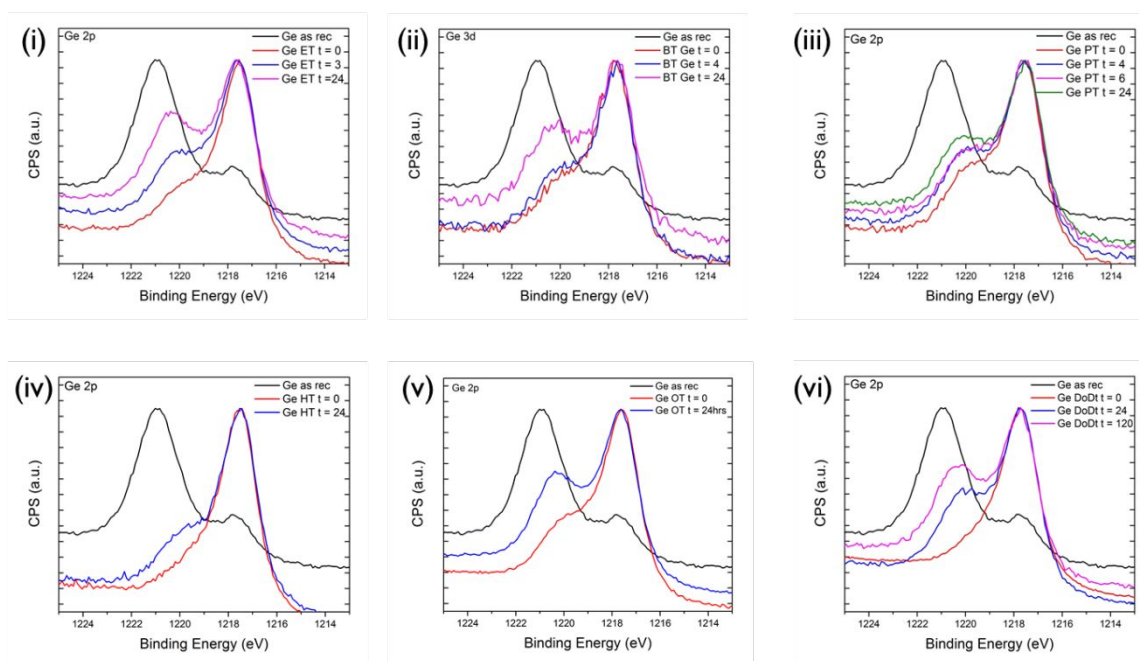 (i)
Ge 2p
Ge as rec
Ge ET t = 0
Ge ET t = 3
Ge ET t = 24
CPS (a.u.)
1224 1222 1220 1218 1216 1214
Binding Energy (eV)
(ii)
Ge 3d
Ge as rec
BT Ge t = 0
BT Ge t = 4
BT Ge t = 24
CPS (a.u.)
1224 1222 1220 1218 1216 1214
Binding Energy (eV)
(iii)
Ge 2p
Ge as rec
Ge PT t = 0
Ge PT t = 4
Ge PT t = 6
Ge PT t = 24
CPS (a.u.)
1224 1222 1220 1218 1216 1214
Binding Energy (eV)
(iv)
Ge 2p
Ge as rec
Ge HT t = 0
Ge HT t = 24
CPS (a.u.)
1224 1222 1220 1218 1216 1214
Binding Energy (eV)
(v)
Ge 2p
Ge as rec
Ge OT t = 0
Ge OT t = 24hrs
CPS (a.u.)
1224 1222 1220 1218 1216 1214
Binding Energy (eV)
(vi)
Ge 2p
Ge as rec
Ge DoDt t = 0
Ge DoDt t = 24
Ge DoDt t = 120
CPS (a.u.)
1224 1222 1220 1218 1216 1214
Binding Energy (eV)